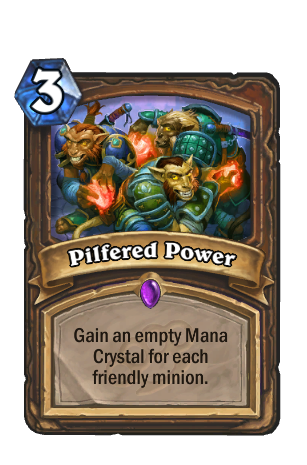 3
Pilfered Power
Gain an empty Mana
Crystal for each
friendly minion.